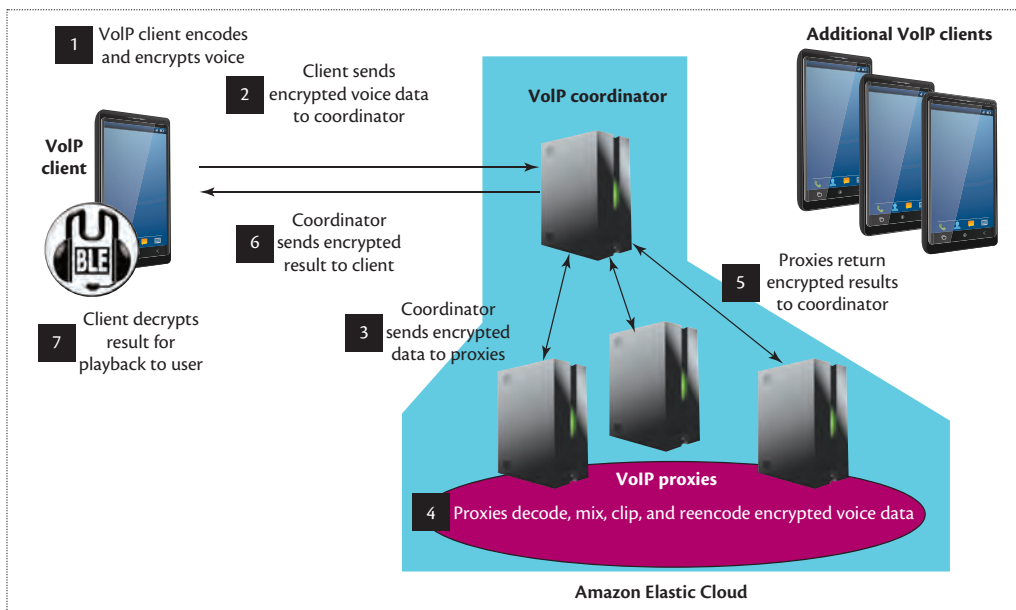 1
VoIP client encodes
and encrypts voice
2
Client sends
encrypted voice data
to coordinator
VoIP coordinator
Additional VoIP clients
VoIP
client
BLE
6
Coordinator
sends encrypted
result to client
5
Proxies return
encrypted results
to coordinator
7
Client decrypts
result for
playback to user
3
Coordinator
sends encrypted
data to proxies
VoIP proxies
4
Proxies decode, mix, clip, and reencode encrypted voice data
Amazon Elastic Cloud